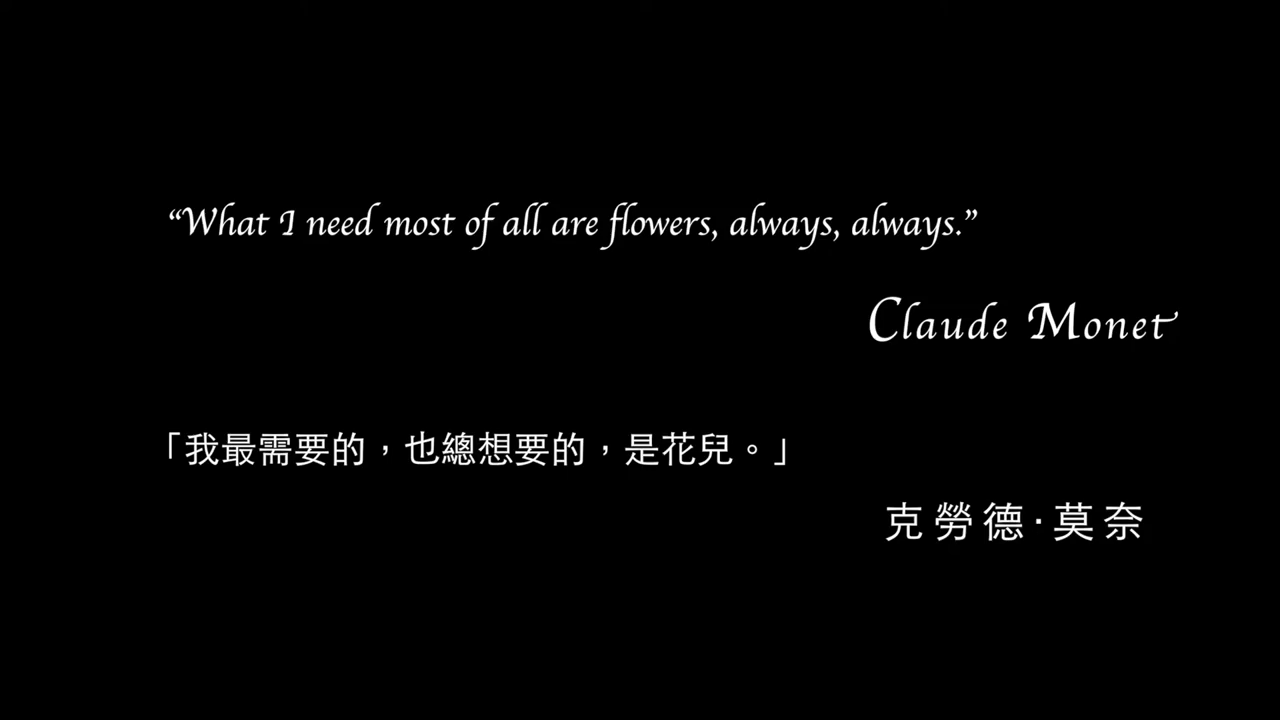 “What I need most of all are flowers, always, always.”
Claude Monet
「我最需要的，也總想要的，是花兒。」
克勞德·莫奈